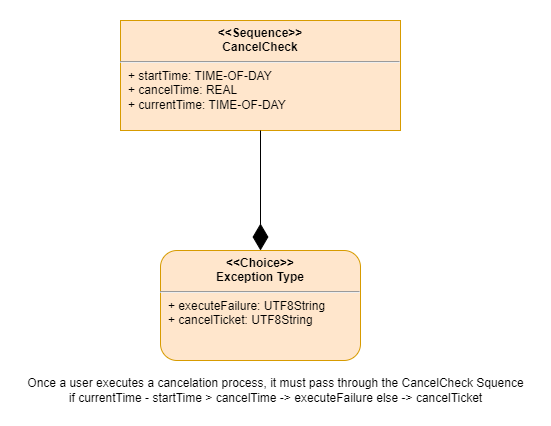 <<Sequence>>
CancelCheck
+ startTime: TIME-OF-DAY
+ cancelTime: REAL
+ currentTime: TIME-OF-DAY
<<Choice>>
Exception Type
+ executeFailure: UTF8String
+ cancelTicket: UTF8String
Once a user executes a cancelation process, it must pass through the CancelCheck Squence
if currentTime - startTime > cancelTime -> executeFailure else -> cancelTicket